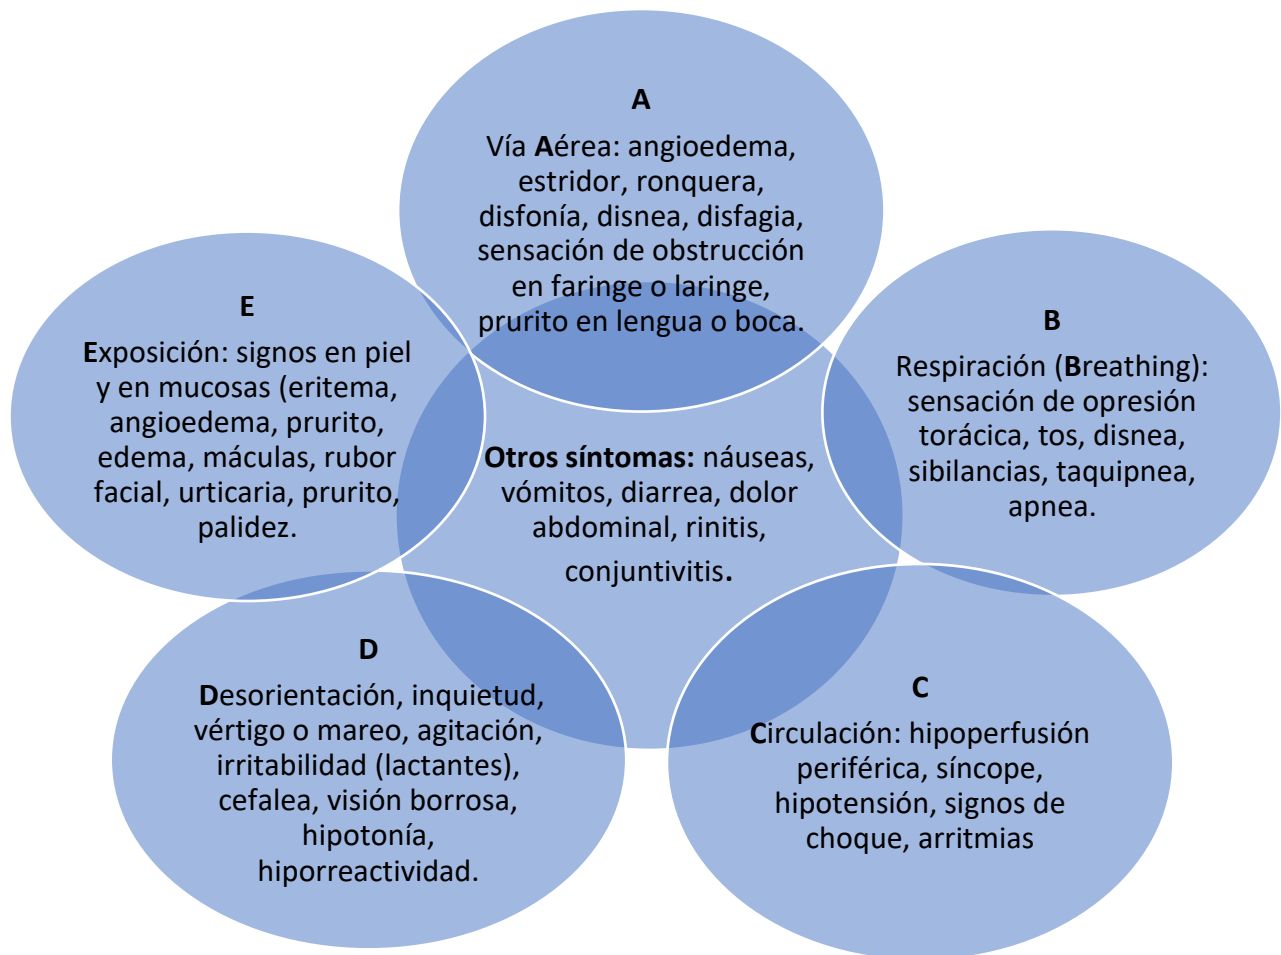 A
Vía Aérea: angioedema,
estridor, ronquera,
disfonía, disnea, disfagia,
sensación de obstrucción
en faringe o laringe,
prurito en lengua o boca.
B
Respiración (Breathing):
sensación de opresión
torácica, tos, disnea,
sibilancias, taquipnea,
apnea.
C
Circulación: hipoperfusión
periférica, síncope,
hipotensión, signos de
choque, arritmias
D
Desorientación, inquietud,
vértigo o mareo, agitación,
irritabilidad (lactantes),
cefalea, visión borrosa,
hipotonía,
hiporreactividad.
E
Exposición: signos en piel
y en mucosas (eritema,
angioedema, prurito,
edema, máculas, rubor
facial, urticaria, prurito,
palidez.
Otros síntomas: náuseas,
vómitos, diarrea, dolor
abdominal, rinitis,
conjuntivitis.